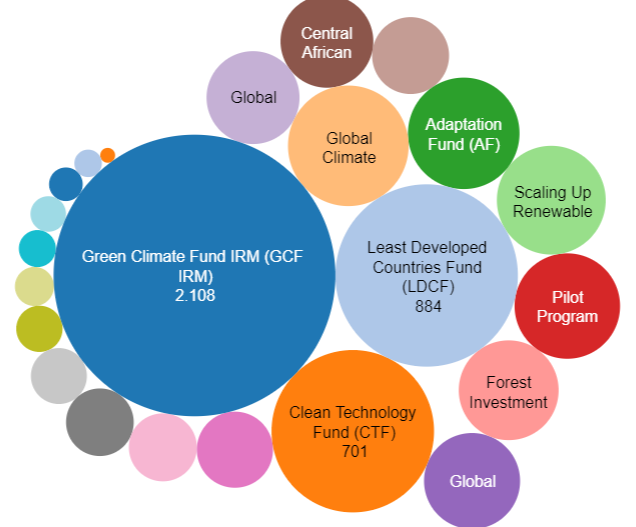 Central
African
Global
Global
Climate
Adaptation
Fund (AF)
Scaling Up
Renewable
Green Climate Fund IRM (GCF
IRM)
2.108
Least Developed
Countries Fund
(LDCF)
884
Pilot
Program
Forest
Investment
Clean Technology
Fund (CTF)
701
Global